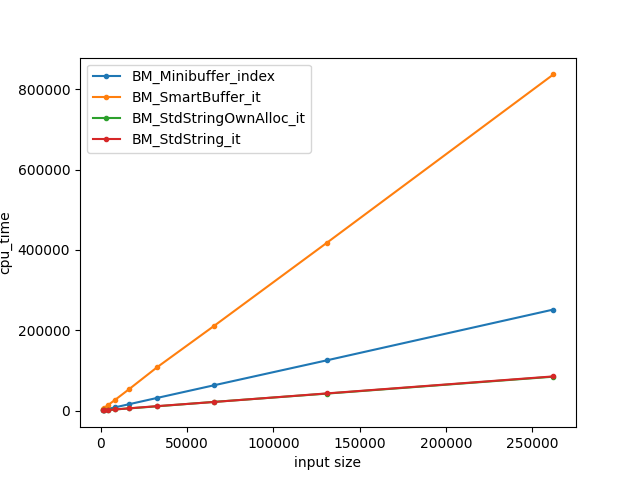 BM_Minibuffer_index
BM_SmartBuffer_it
BM_StdStringOwnAlloc_it
BM_StdString_it
800000
600000
400000
200000
0
cpu_time
0 50000 100000 150000 200000 250000
input size